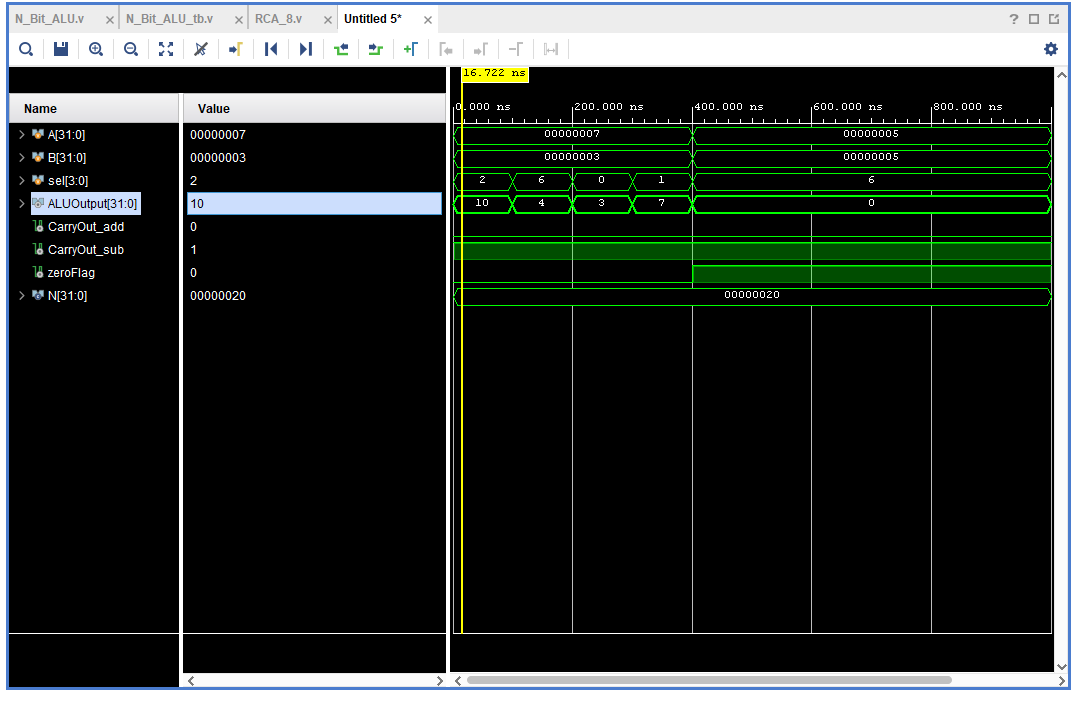 N_Bit_ALU.v × N_Bit_ALU_tb.v × RCA_8.v × Untitled 5* ×
16.722 ns
Name Value
0.000 ns 200.000 ns 400.000 ns 600.000 ns 800.000 ns
A[31:0] 00000007 00000007 00000005
B[31:0] 00000003 00000003 00000005
sel[3:0] 2 2 6 0 1 6
ALUOutput[31:0] 10 10 4 3 7 0
CarryOut_add 0
CarryOut_sub 1
zeroFlag 0
N[31:0] 00000020 00000020